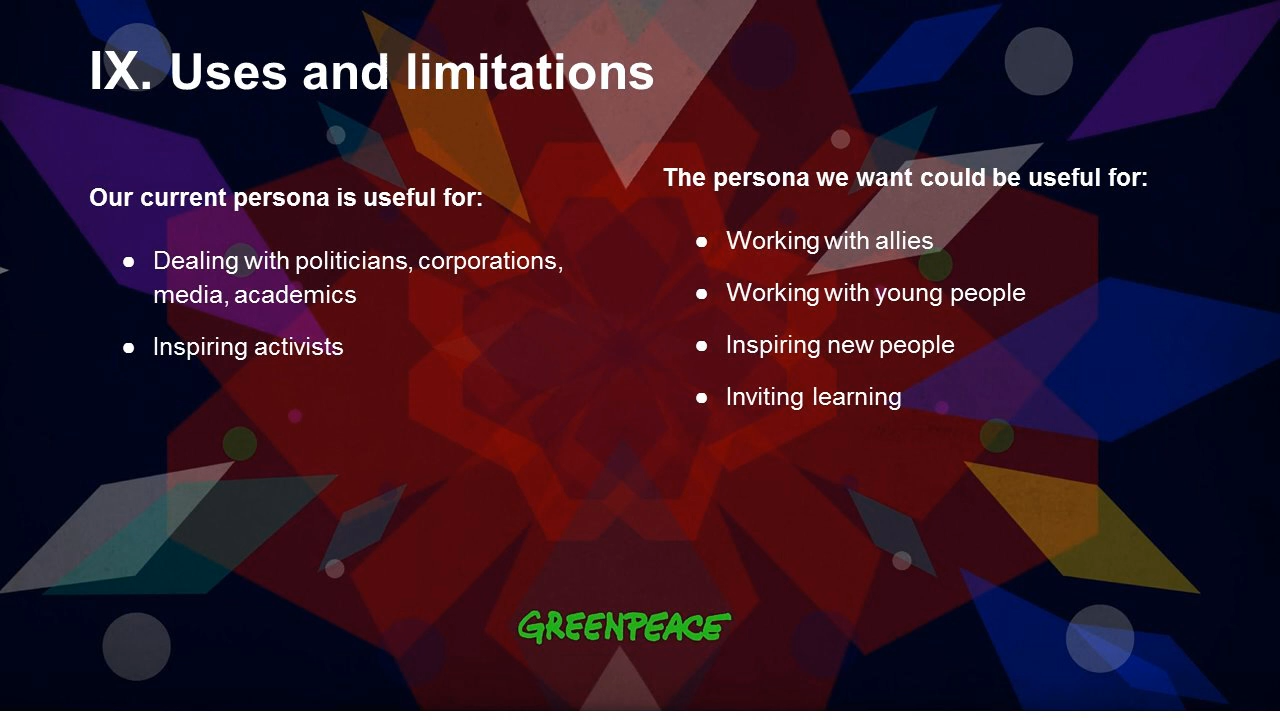 IX. Uses and limitations
Our current persona is useful for:
● Dealing with politicians, corporations,
media, academics
● Inspiring activists
The persona we want could be useful for:
● Working with allies
● Working with young people
● Inspiring new people
● Inviting learning
GREENPEACE